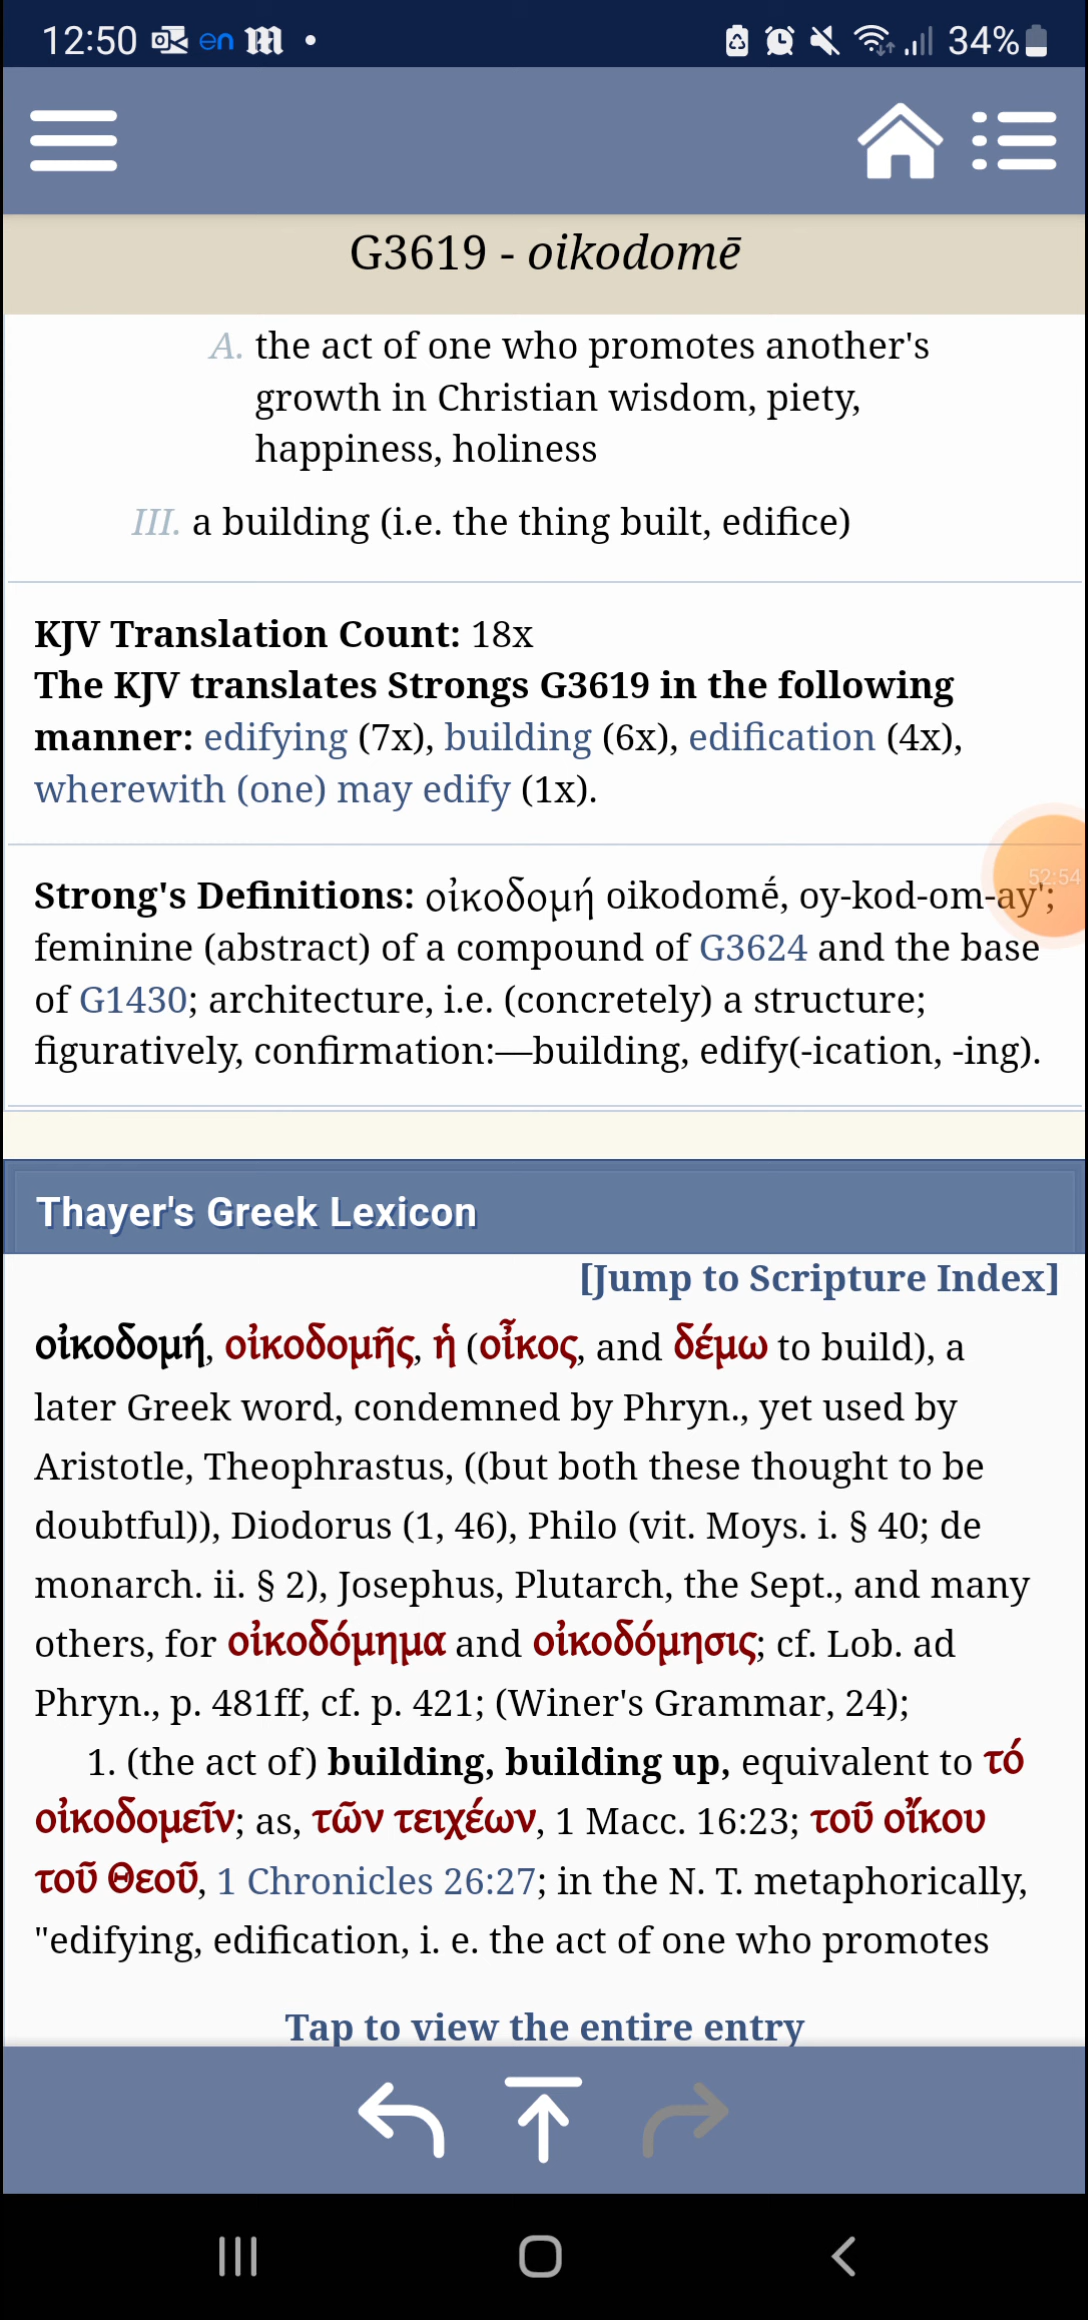 12:50 en 34%
G3619 - oikodomē
A. the act of one who promotes another's
growth in Christian wisdom, piety,
happiness, holiness
III. a building (i.e. the thing built, edifice)
KJV Translation Count: 18x
The KJV translates Strongs G3619 in the following
manner: edifying (7x), building (6x), edification (4x),
wherewith (one) may edify (1x).
52:54
Strong's Definitions: οἰκοδομή oikodomḗ, oy-kod-om-ay';
feminine (abstract) of a compound of G3624 and the base
of G1430; architecture, i.e. (concretely) a structure;
figuratively, confirmation:—building, edify(-ication, -ing).
Thayer's Greek Lexicon
[Jump to Scripture Index]
οἰκοδομή, οἰκοδομῆς, ἡ (οἶκος, and δέμω to build), a
later Greek word, condemned by Phryn., yet used by
Aristotle, Theophrastus, ((but both these thought to be
doubtful)), Diodorus (1, 46), Philo (vit. Moys. i. § 40; de
monarch. ii. § 2), Josephus, Plutarch, the Sept., and many
others, for οἰκοδόμημα and οἰκοδόμησις; cf. Lob. ad
Phryn., p. 481ff, cf. p. 421; (Winer's Grammar, 24);
1. (the act of) building, building up, equivalent to τό
οἰκοδομεῖν; as, τῶν τειχέων, 1 Macc. 16:23; τοῦ οἴκου
τοῦ Θεοῦ, 1 Chronicles 26:27; in the N. T. metaphorically,
"edifying, edification, i. e. the act of one who promotes
Tap to view the entire entry